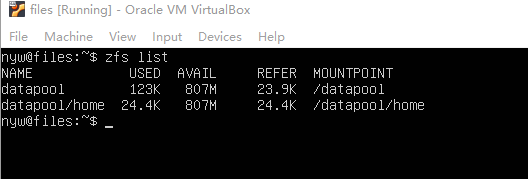 files [Running] - Oracle VM VirtualBox
File Machine View Input Devices Help
nyw@files:~$ zfs list
NAME USED AVAIL REFER MOUNTPOINT
datapool 123K 807M 23.9K /datapool
datapool/home 24.4K 807M 24.4K /datapool/home
nyw@files:~$ _